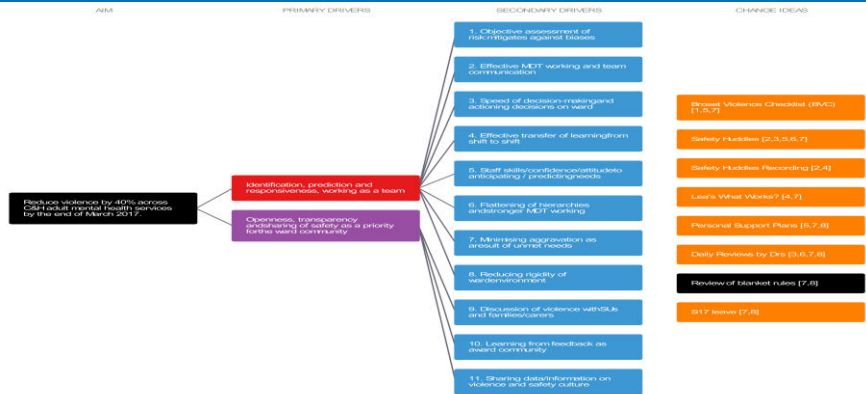 AIM
PRIMARY DRIVERS
SECONDARY DRIVERS
CHANGE IDEAS
Reduce violence by 40% across
C&H adult mental health services
by the end of March 2017.
Identification, prediction and
responsiveness, working as a team
Openness, transparency
andsharing of safety as a priority
forthe ward community
1. Objective assessment of
risk:mitigates against biases
2. Effective MDT working and team
communication
3. Speed of decision-makingand
actioning decisions on ward
4. Effective transfer of learningfrom
shift to shift
5. Staff skills/confidence/attitudeto
anticipating / predictingneeds
6. Flattening of hierarchies
andstronger MDT working
7. Minimising aggravation as
aresult of unmet needs
8. Reducing rigidity of
wardenvironment
9. Discussion of violence withSUs
and families/carers
10. Learning from feedback as
award community
11. Sharing data/information on
violence and safety culture
Broset Violence Checklist (BVC)
[1,5,7]
Safety Huddles [2,3,5,6,7]
Safety Huddles Recording [2,4]
What Works? [4,7]
Personal Support Plans [5,7,8]
Daily Reviews by Drs [3,6,7,8]
Review of blanket rules [7,8]
S17 leave [7,8]